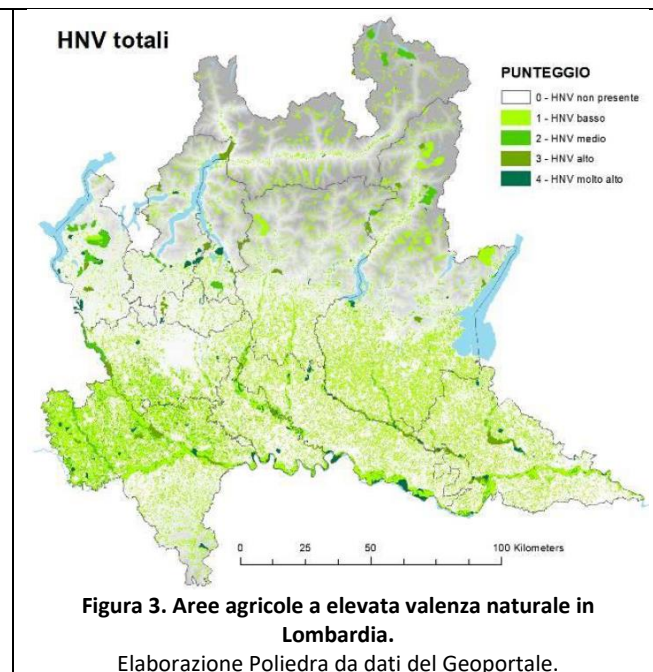 HNV totali
PUNTEGGIO
0 - HNV non presente
1 - HNV basso
2 - HNV medio
3 - HNV alto
4 - HNV molto alto
0 25 50 100 Kilometers
Figura 3. Aree agricole a elevata valenza naturale in
Lombardia.
Elaborazione Poliedra da dati del Geoportale.